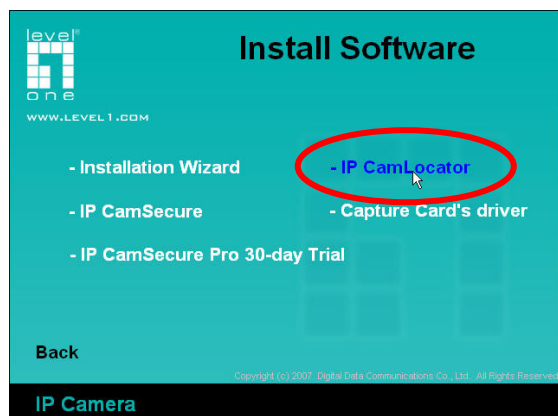 level
one
WWW.LEVEL1.COM
Install Software
- Installation Wizard
- IP CamLocator
- IP CamSecure
- Capture Card's driver
- IP CamSecure Pro 30-day Trial
Back
Copyright (c) 2007 Digital Data Communications Co., Ltd. All Rights Reserved
IP Camera